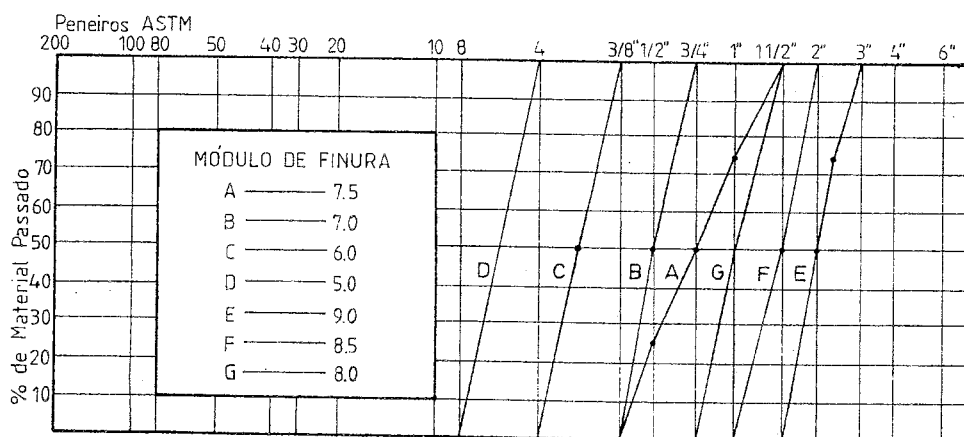 Peneiros ASTM
200 100 80 50 40 30 20 10 8 4 3/8" 1/2" 3/4" 1" 1 1/2" 2" 3" 4" 6"
% de Material Passado
90
80
70
60
50
40
30
20
10
MÓDULO DE FINURA
A 7.5
B 7.0
C 6.0
D 5.0
E 9.0
F 8.5
G 8.0
D C B A G F E